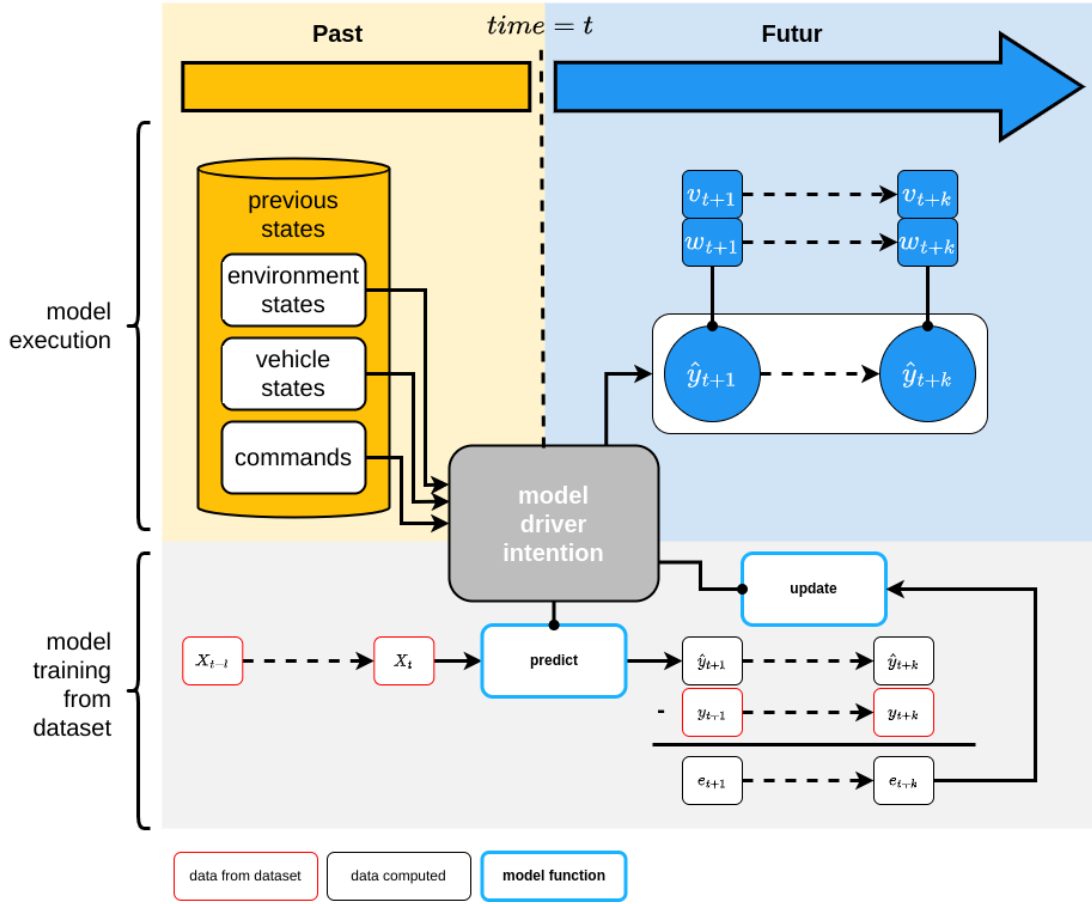 Past
time = t
Futur
previous
states
environment
states
vehicle
states
commands
model
execution
v_{t+1}
v_{t+k}
w_{t+1}
w_{t+k}
ŷ_{t+1}
ŷ_{t+k}
model
driver
intention
update
model
training
from
dataset
X_{t-l}
X_t
predict
ŷ_{t+1}
ŷ_{t+k}
-
y_{t+1}
y_{t+k}
e_{t+1}
e_{t+k}
data from dataset
data computed
model function